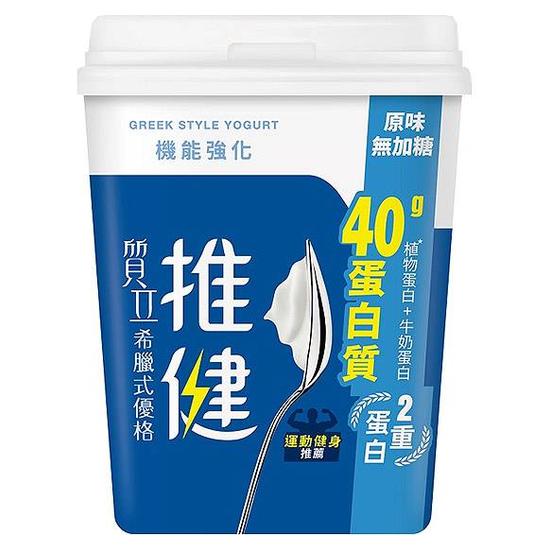 GREEK STYLE YOGURT
機能強化
原味
無加糖
質立
希臘式優格
推健
40g
蛋白質
植物蛋白*+牛奶蛋白
2重
蛋白
運動健身
推薦